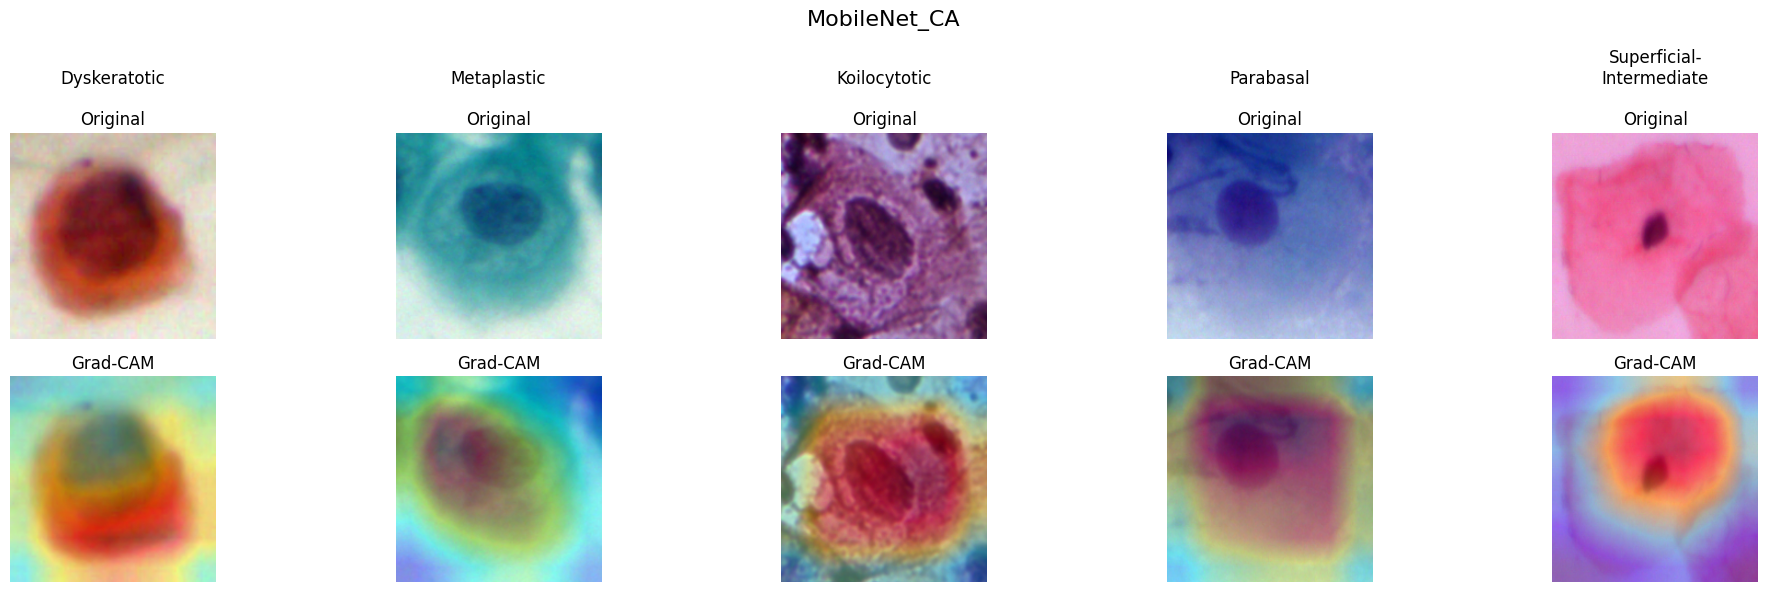 MobileNet_CA
Dyskeratotic
Metaplastic
Koilocytotic
Parabasal
Superficial-
Intermediate
Original
Original
Original
Original
Original
Grad-CAM
Grad-CAM
Grad-CAM
Grad-CAM
Grad-CAM